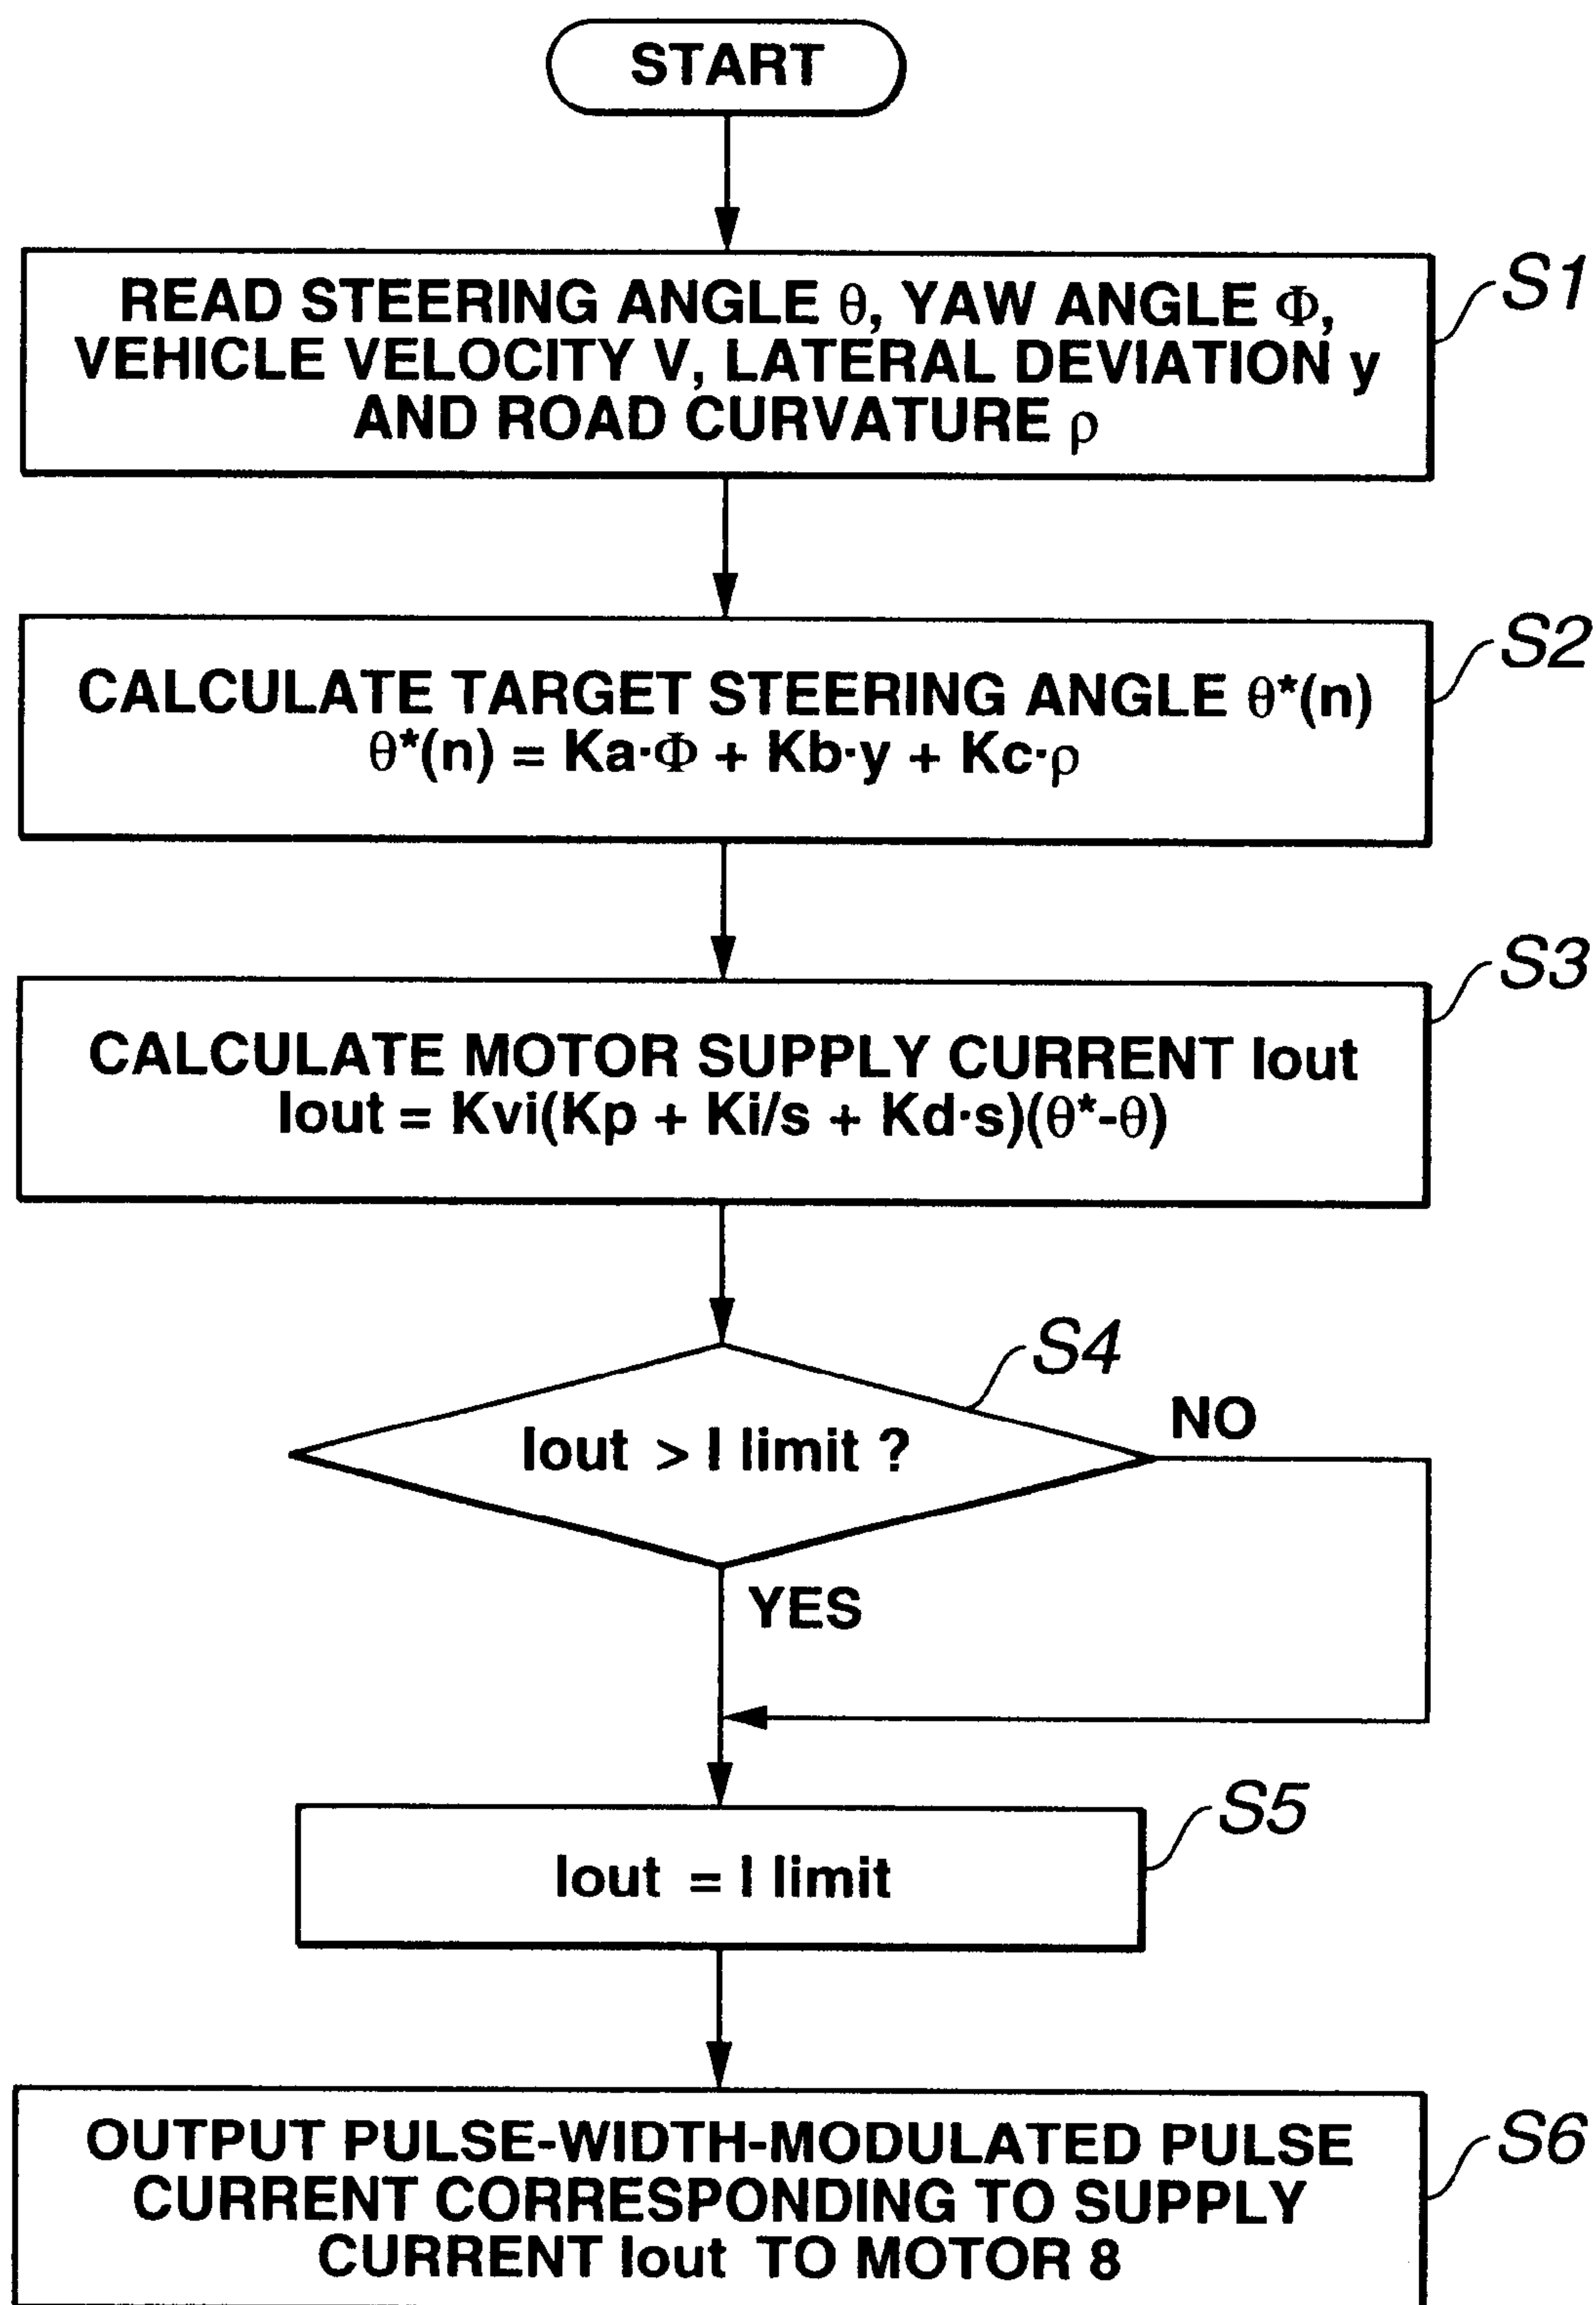 START
READ STEERING ANGLE θ, YAW ANGLE Φ,
VEHICLE VELOCITY V, LATERAL DEVIATION y
AND ROAD CURVATURE ρ
S1
CALCULATE TARGET STEERING ANGLE θ*(n)
θ*(n) = Ka·Φ + Kb·y + Kc·ρ
S2
CALCULATE MOTOR SUPPLY CURRENT Iout
Iout = Kvi(Kp + Ki/s + Kd·s)(θ*-θ)
S3
Iout > I limit ?
S4
NO
YES
Iout = I limit
S5
OUTPUT PULSE-WIDTH-MODULATED PULSE
CURRENT CORRESPONDING TO SUPPLY
CURRENT Iout TO MOTOR 8
S6